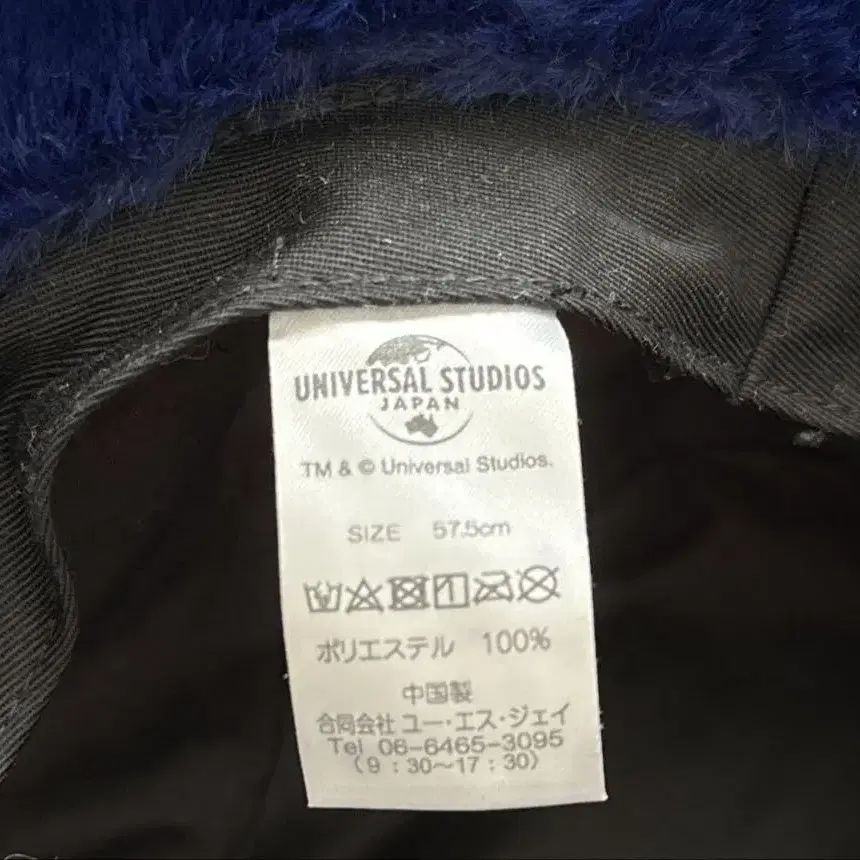 UNIVERSAL STUDIOS
JAPAN
TM & © Universal Studios.
SIZE 57.5cm
ポリエステル 100%
中国製
合同会社 ユー・エス・ジェイ
Tel 06-6465-3095
(9:30～17:30)